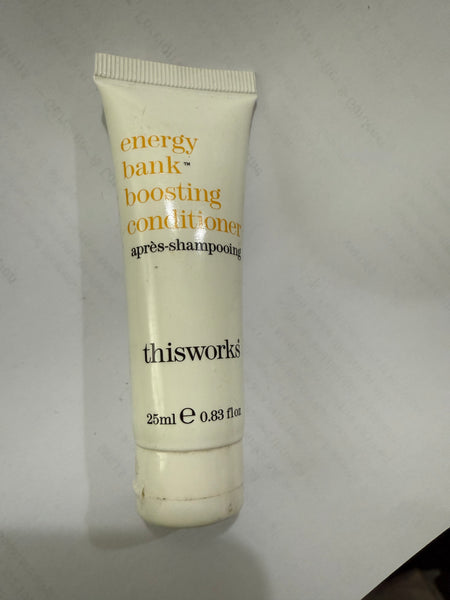 energy
bank™
boosting
conditioner
après-shampooing
thisworks
25ml ℮ 0.83 fl oz